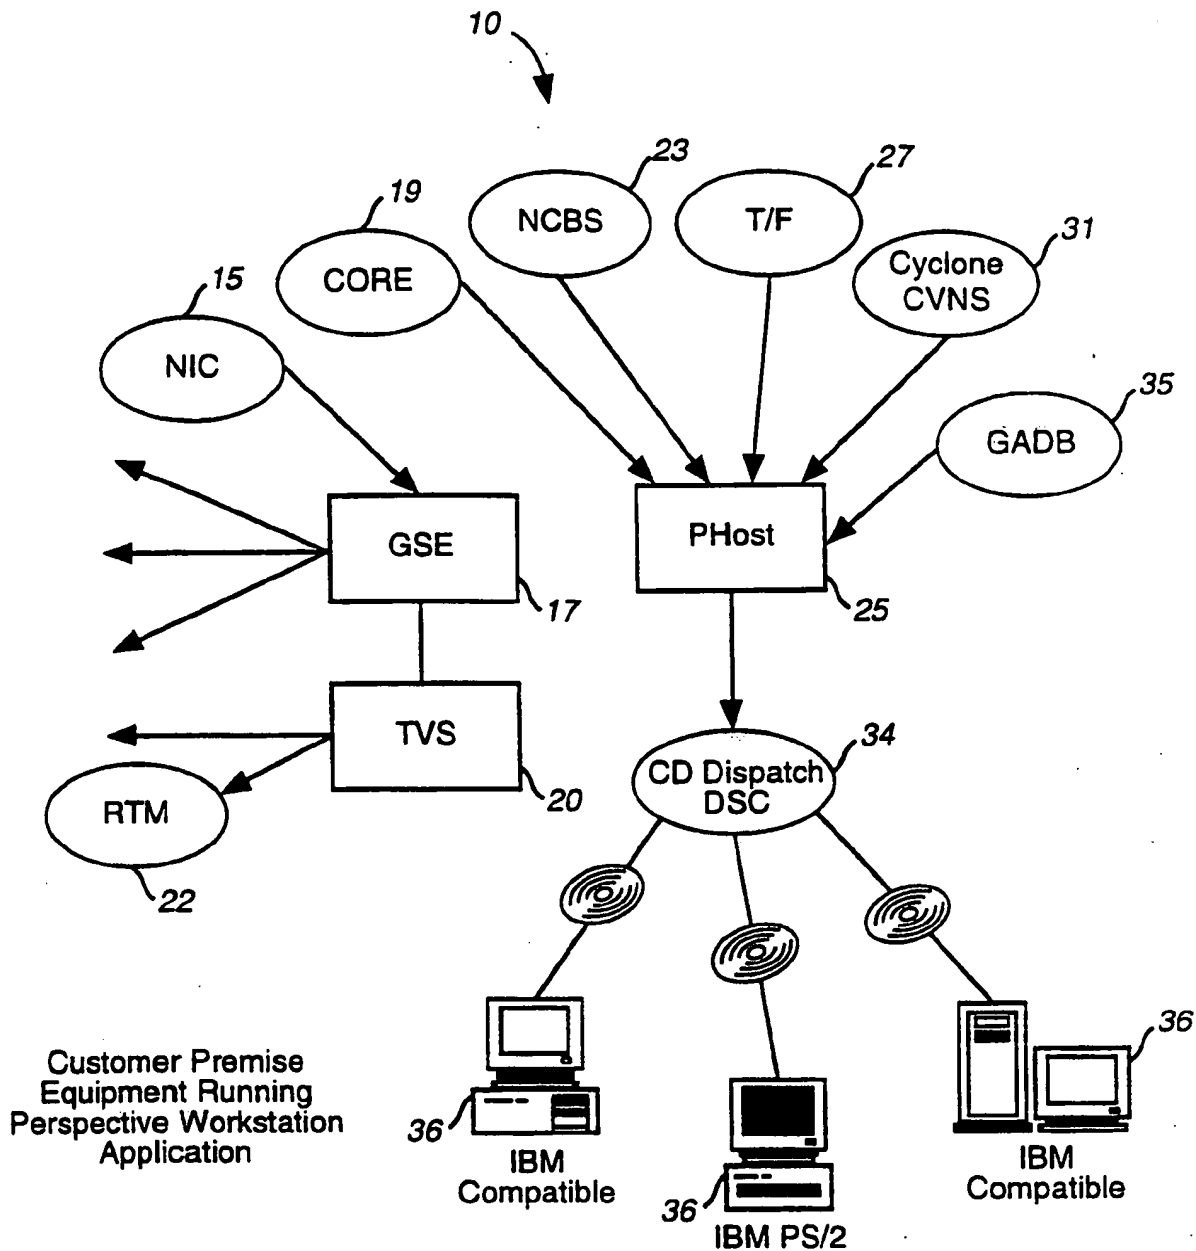 10
23
NCBS
27
T/F
19
CORE
31
Cyclone
CVNS
15
NIC
35
GADB
GSE
17
PHost
25
TVS
20
34
CD Dispatch
DSC
RTM
22
Customer Premise
Equipment Running
Perspective Workstation
Application
36
IBM
Compatible
36
IBM PS/2
36
IBM
Compatible